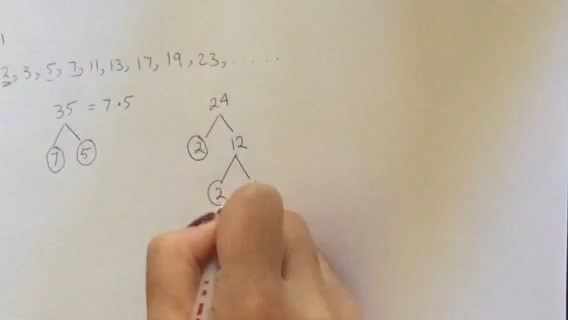 1
2, 3, 5, 7, 11, 13, 17, 19, 23, . . . . .
35 = 7·5
7 5
24
2 12
2